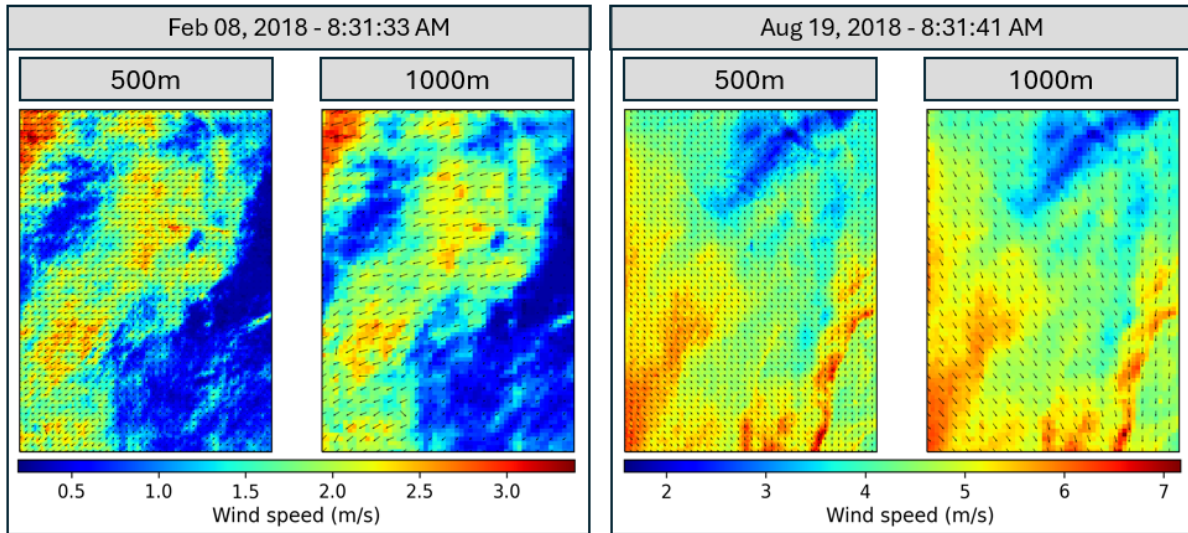 Feb 08, 2018 - 8:31:33 AM
500m
1000m
0.5 1.0 1.5 2.0 2.5 3.0
Wind speed (m/s)
Aug 19, 2018 - 8:31:41 AM
500m
1000m
2 3 4 5 6 7
Wind speed (m/s)